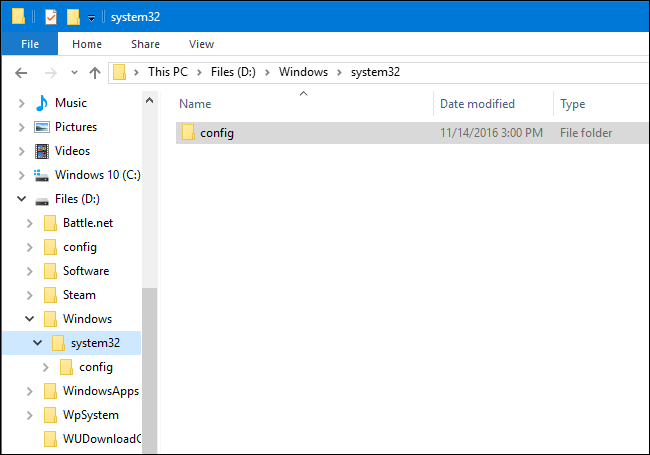 system32
File Home Share View
This PC > Files (D:) > Windows > system32
Name Date modified Type
config 11/14/2016 3:00 PM File folder
Music
Pictures
Videos
Windows 10 (C:)
Files (D:)
Battle.net
config
Software
Steam
Windows
system32
config
WindowsApps
WpSystem
WUDownloadC